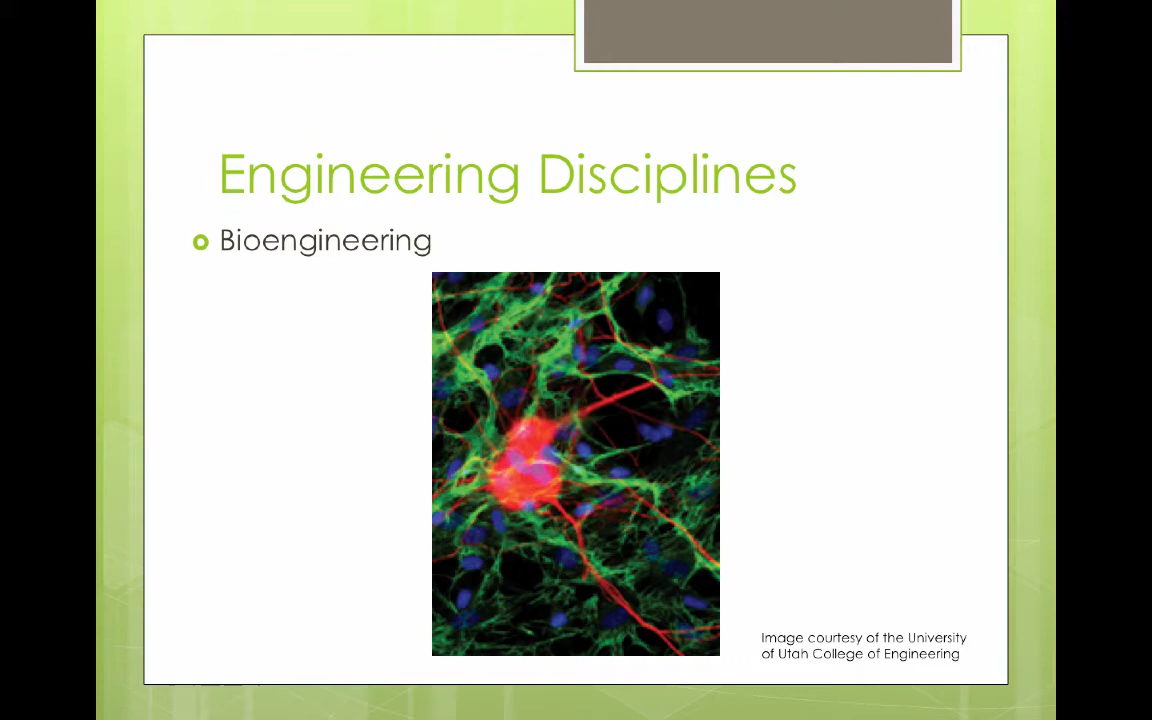 Engineering Disciplines
Bioengineering
Image courtesy of the University
of Utah College of Engineering